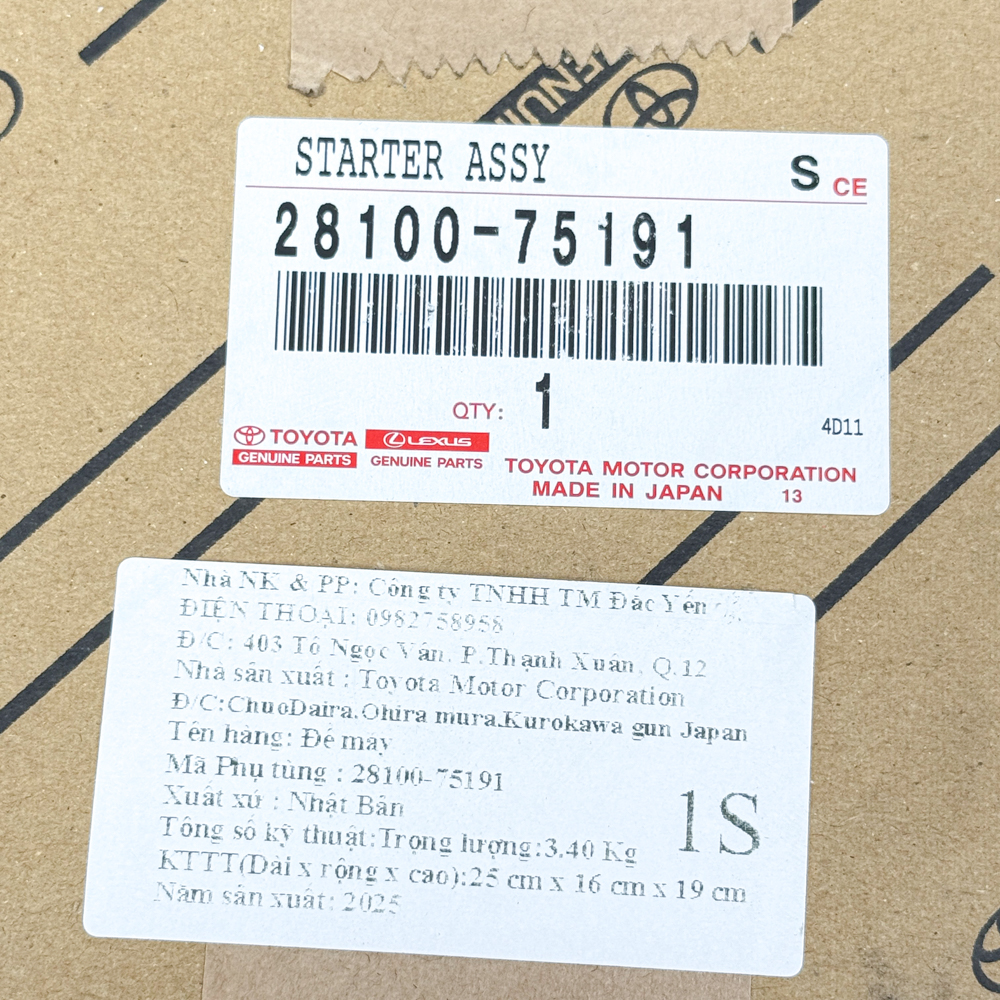 GENUI
STARTER ASSY
S CE
28100-75191
QTY: 1
4D11
TOYOTA LEXUS
GENUINE PARTS GENUINE PARTS
TOYOTA MOTOR CORPORATION
MADE IN JAPAN 13
Nhà NK & PP: Công ty TNHH TM Đắc Yến
ĐIỆN THOẠI: 0982758958
Đ/C: 403 Tô Ngọc Vân, P.Thạnh Xuân, Q.12
Nhà sản xuất : Toyota Motor Corporation
Đ/C:ChuoDaira,Ohira mura,Kurokawa gun Japan
Tên hàng: Đề máy
Mã Phụ tùng : 28100-75191
Xuất xứ : Nhật Bản
Tông số kỹ thuật:Trọng lượng:3.40 Kg
KTTT(Dài x rộng x cao):25 cm x 16 cm x 19 cm
Năm sản xuất: 2025
1S